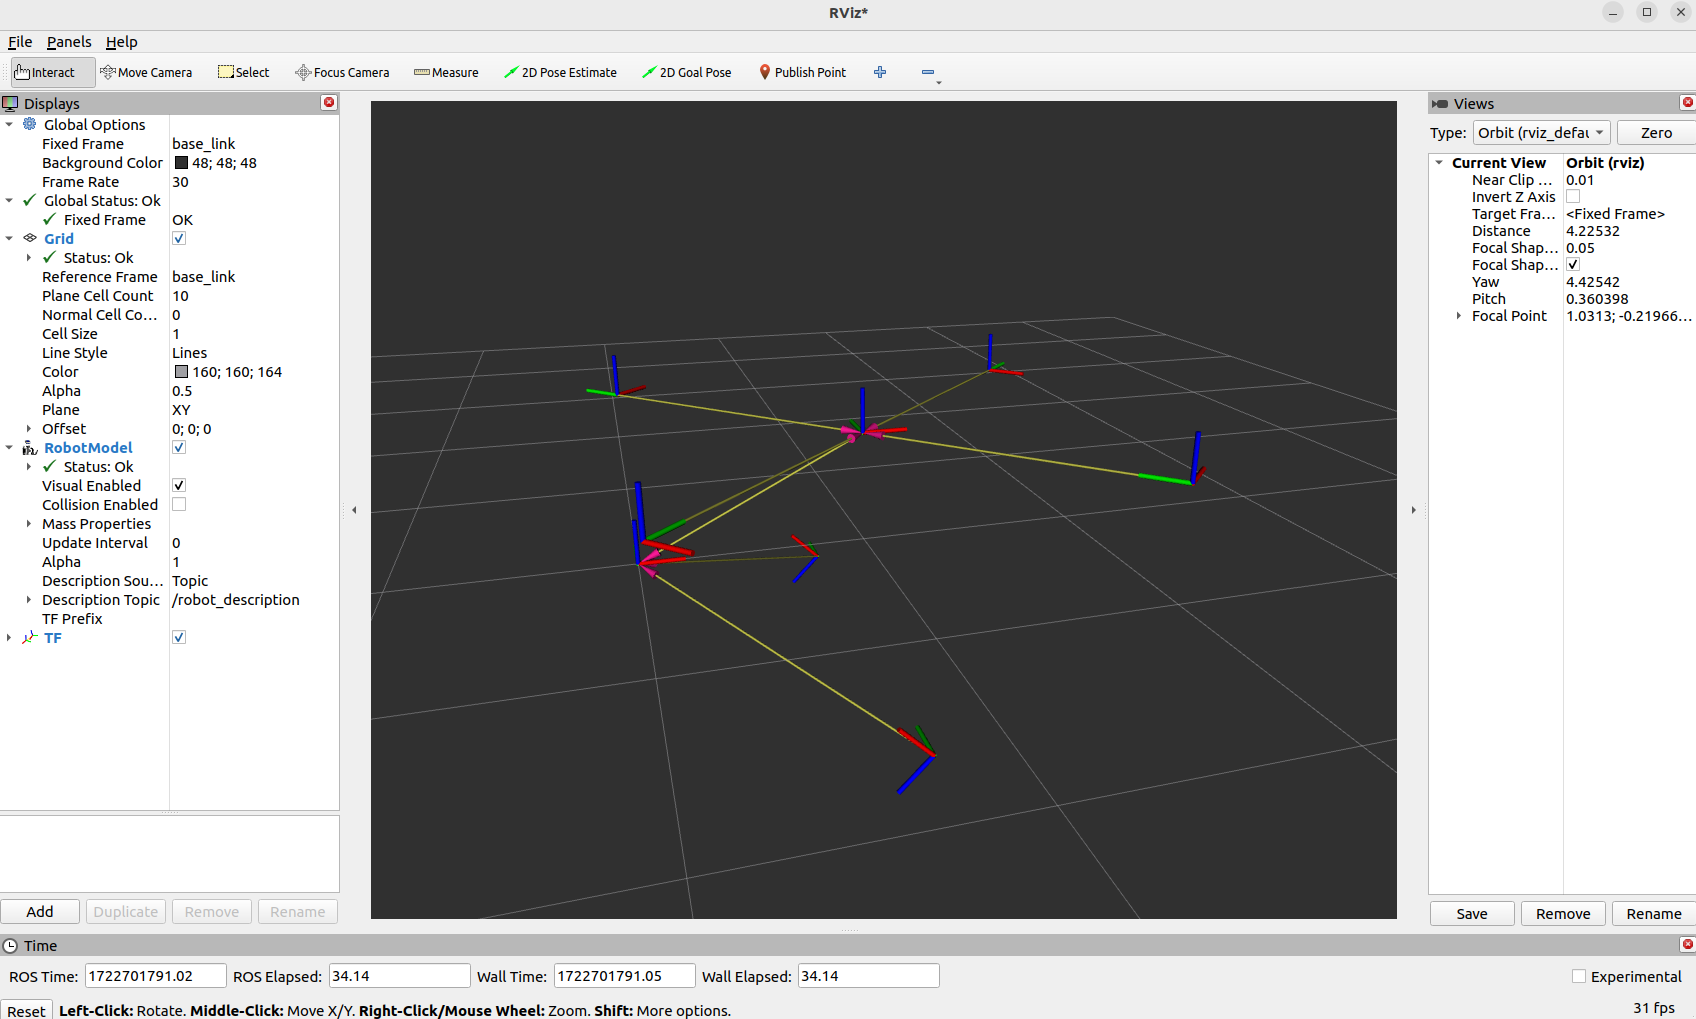 RViz*
File Panels Help
Interact Move Camera Select Focus Camera Measure 2D Pose Estimate 2D Goal Pose Publish Point
Displays
Global Options
Fixed Frame base_link
Background Color 48; 48; 48
Frame Rate 30
Global Status: Ok
Fixed Frame OK
Grid
Status: Ok
Reference Frame base_link
Plane Cell Count 10
Normal Cell Co... 0
Cell Size 1
Line Style Lines
Color 160; 160; 164
Alpha 0.5
Plane XY
Offset 0; 0; 0
RobotModel
Status: Ok
Visual Enabled
Collision Enabled
Mass Properties
Update Interval 0
Alpha 1
Description Sou... Topic
Description Topic /robot_description
TF Prefix
TF
Add Duplicate Remove Rename
Views
Type: Orbit (rviz_defau Zero
Current View Orbit (rviz)
Near Clip ... 0.01
Invert Z Axis
Target Fra... <Fixed Frame>
Distance 4.22532
Focal Shap... 0.05
Focal Shap...
Yaw 4.42542
Pitch 0.360398
Focal Point 1.0313; -0.21966...
Save Remove Rename
Time
ROS Time: 1722701791.02 ROS Elapsed: 34.14 Wall Time: 1722701791.05 Wall Elapsed: 34.14 Experimental
Reset Left-Click: Rotate. Middle-Click: Move X/Y. Right-Click/Mouse Wheel: Zoom. Shift: More options. 31 fps